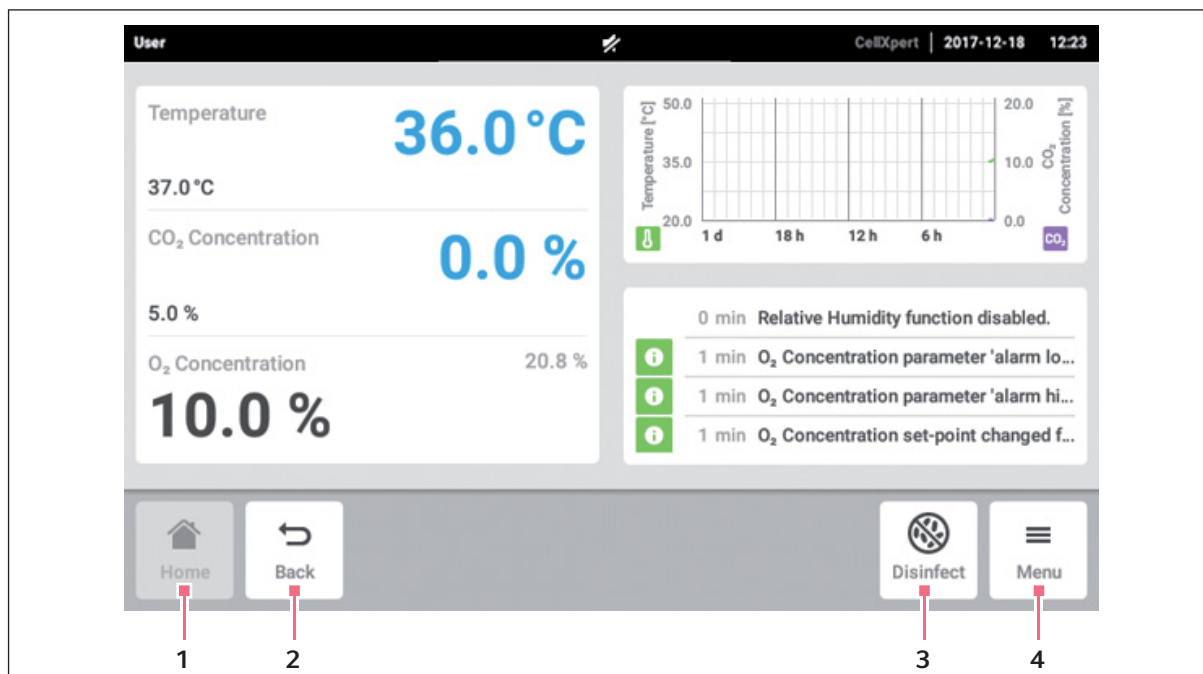 User
CellXpert | 2017-12-18 12:23
Temperature
36.0 °C
37.0 °C
CO₂ Concentration
0.0 %
5.0 %
O₂ Concentration
20.8 %
10.0 %
Temperature [°C]
50.0
35.0
20.0
1 d 18 h 12 h 6 h
20.0
10.0
0.0
CO₂
Concentration [%]
CO₂
0 min Relative Humidity function disabled.
1 min O₂ Concentration parameter 'alarm lo...
1 min O₂ Concentration parameter 'alarm hi...
1 min O₂ Concentration set-point changed f...
Home
Back
Disinfect
Menu
1 2 3 4